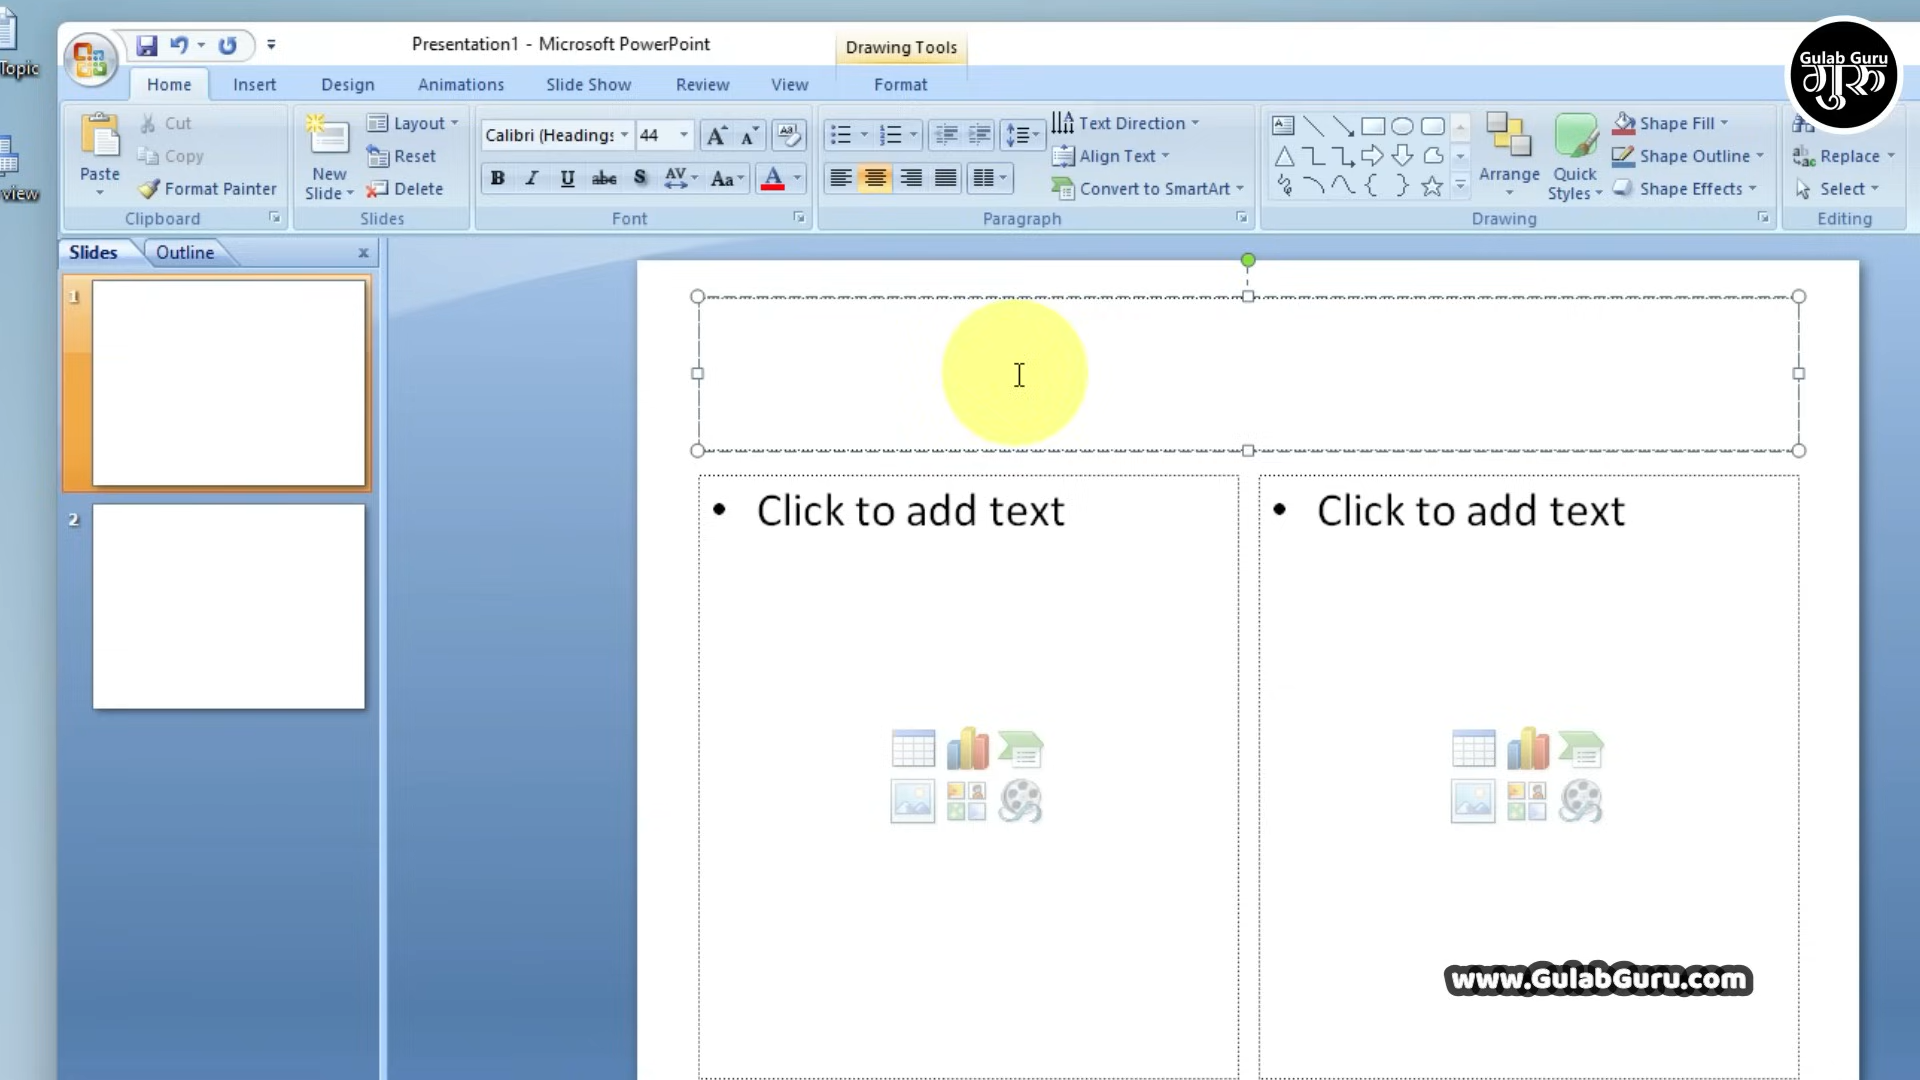 Topic
view
Presentation1 - Microsoft PowerPoint
Drawing Tools
Gulab Guru
गुरु
Home Insert Design Animations Slide Show Review View Format
Paste
Cut
Copy
Format Painter
Clipboard
New Slide
Layout
Reset
Delete
Slides
Calibri (Headings 44
B I U abc S AV Aa A
Font
Text Direction
Align Text
Convert to SmartArt
Paragraph
Arrange
Quick Styles
Shape Fill
Shape Outline
Shape Effects
Drawing
Replace
Select
Editing
Slides Outline x
1
2
• Click to add text
• Click to add text
www.GulabGuru.com